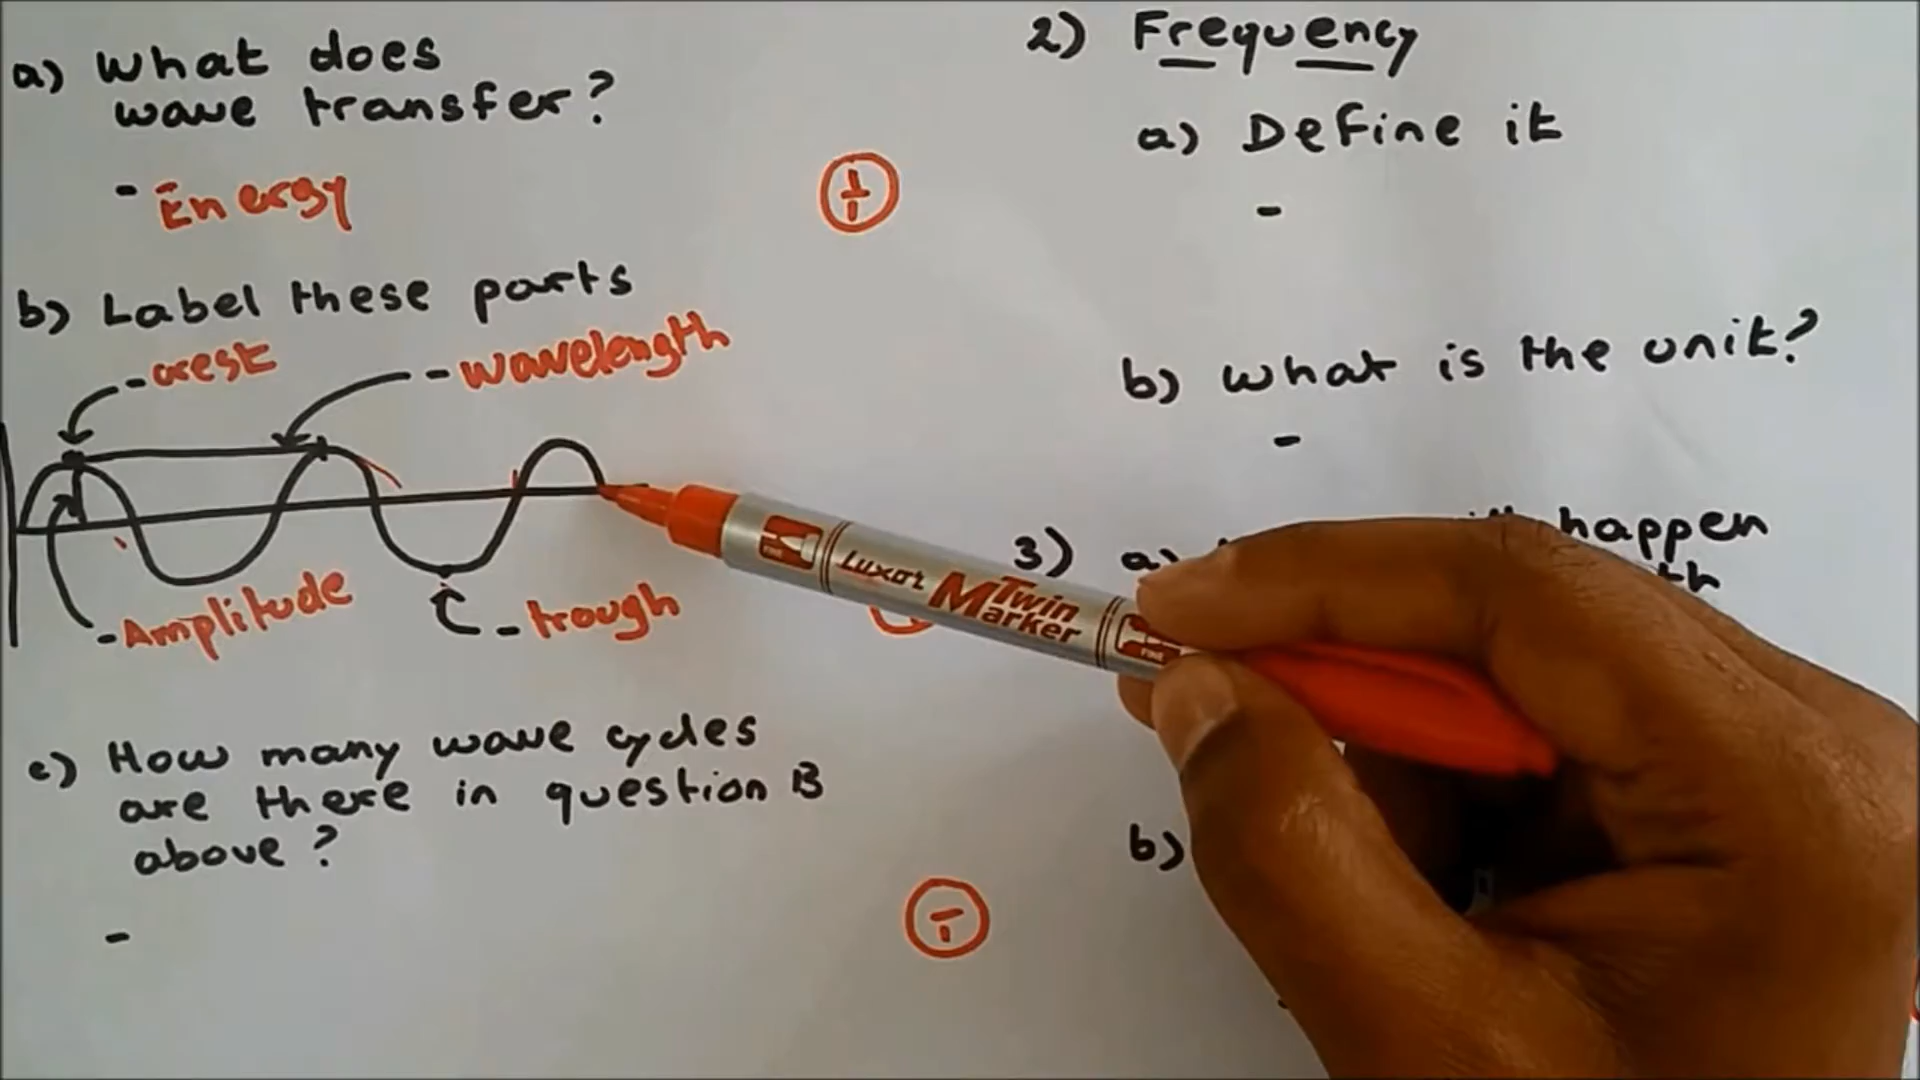 a) What does
wave transfer?
- Energy
b) Label these parts
- crest
- wavelength
- Amplitude
- trough
c) How many wave cycles
are there in question B
above?
-
2) Frequency
a) Define it
-
b) What is the unit?
-
3) a) happen
b)
Luxor Twin
Marker